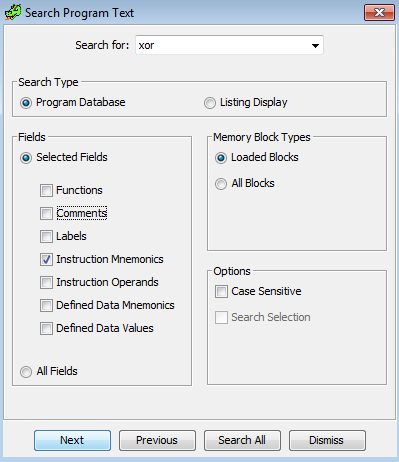 Search Program Text
Search for: xor
Search Type
Program Database
Listing Display
Fields
Selected Fields
Functions
Comments
Labels
Instruction Mnemonics
Instruction Operands
Defined Data Mnemonics
Defined Data Values
All Fields
Memory Block Types
Loaded Blocks
All Blocks
Options
Case Sensitive
Search Selection
Next
Previous
Search All
Dismiss